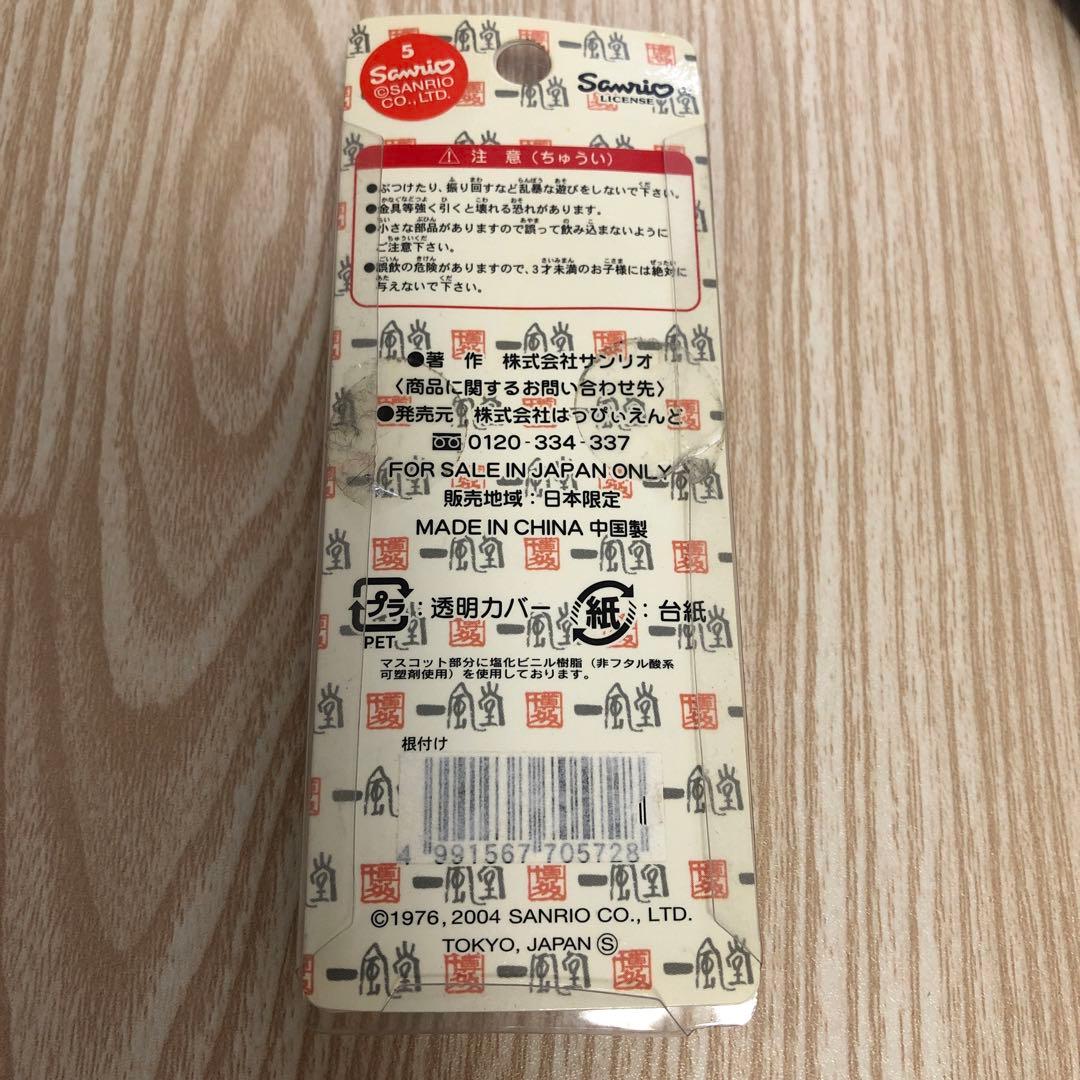 5
Sanrio
©SANRIO
CO., LTD.
Sanrio
LICENSE
注 意（ちゅうい）
●ぶつけたり、振り回すなど乱暴な遊びをしないで下さい。
●金具等強く引くと壊れる恐れがあります。
●小さな部品がありますので誤って飲み込まないように
ご注意下さい。
●誤飲の危険がありますので、3才未満のお子様には絶対に
与えないで下さい。
●著 作 株式会社サンリオ
〈商品に関するお問い合わせ先〉
●発売元 株式会社はっぴぃえんど
0120-334-337
FOR SALE IN JAPAN ONLY
販売地域：日本限定
MADE IN CHINA 中国製
プラ：透明カバー 紙：台紙
PET
マスコット部分に塩化ビニル樹脂（非フタル酸系
可塑剤使用）を使用しております。
博多 一風堂
根付け
4 991567 705728
©1976, 2004 SANRIO CO., LTD.
TOKYO, JAPAN Ⓢ